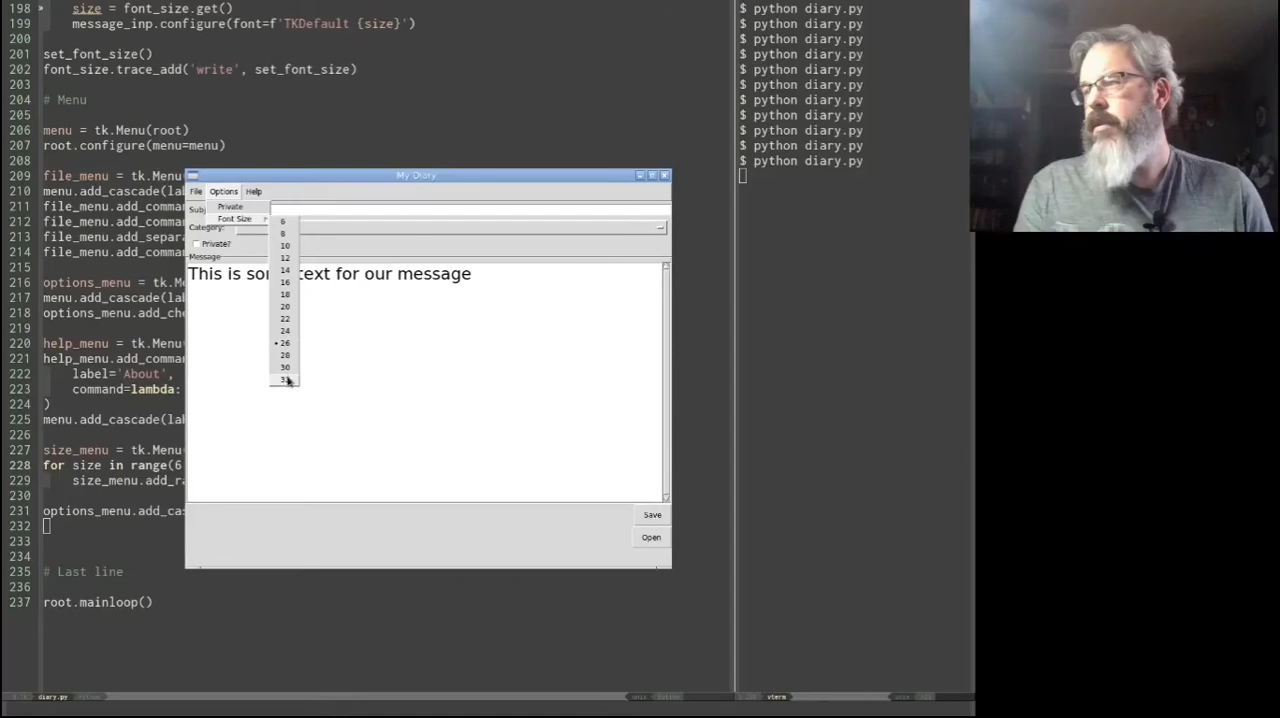 198 size = font_size.get()
199 message_inp.configure(font=f'TKDefault {size}')
200
201 set_font_size()
202 font_size.trace_add('write', set_font_size)
203
204 # Menu
205
206 menu = tk.Menu(root)
207 root.configure(menu=menu)
208
209 file_menu = tk.M
210 menu.add_cascade(la
211 file_menu.add_comma
212 file_menu.add_comma
213 file_menu.add_separ
214 file_menu.add_comma
215
216 options_menu = tk.M
217 menu.add_cascade(la
218 options_menu.add_che
219
220 help_menu = tk.Men
221 help_menu.add_comma
222 label='About',
223 command=lambda:
224 )
225 menu.add_cascade(la
226
227 size_menu = tk.Menu
228 for size in range(6
229 size_menu.add_ra
230
231 options_menu.add_cas
232
233
234
235 # Last line
236
237 root.mainloop()
diary.py
My Diary
File Options Help
Private
Font Size
Subj
Category:
Private?
Message
This is so text for our message
6
8
10
12
14
16
18
20
22
24
26
28
30
Save
Open
$ python diary.py
$ python diary.py
$ python diary.py
$ python diary.py
$ python diary.py
$ python diary.py
$ python diary.py
$ python diary.py
$ python diary.py
$ python diary.py
$ python diary.py
vterm